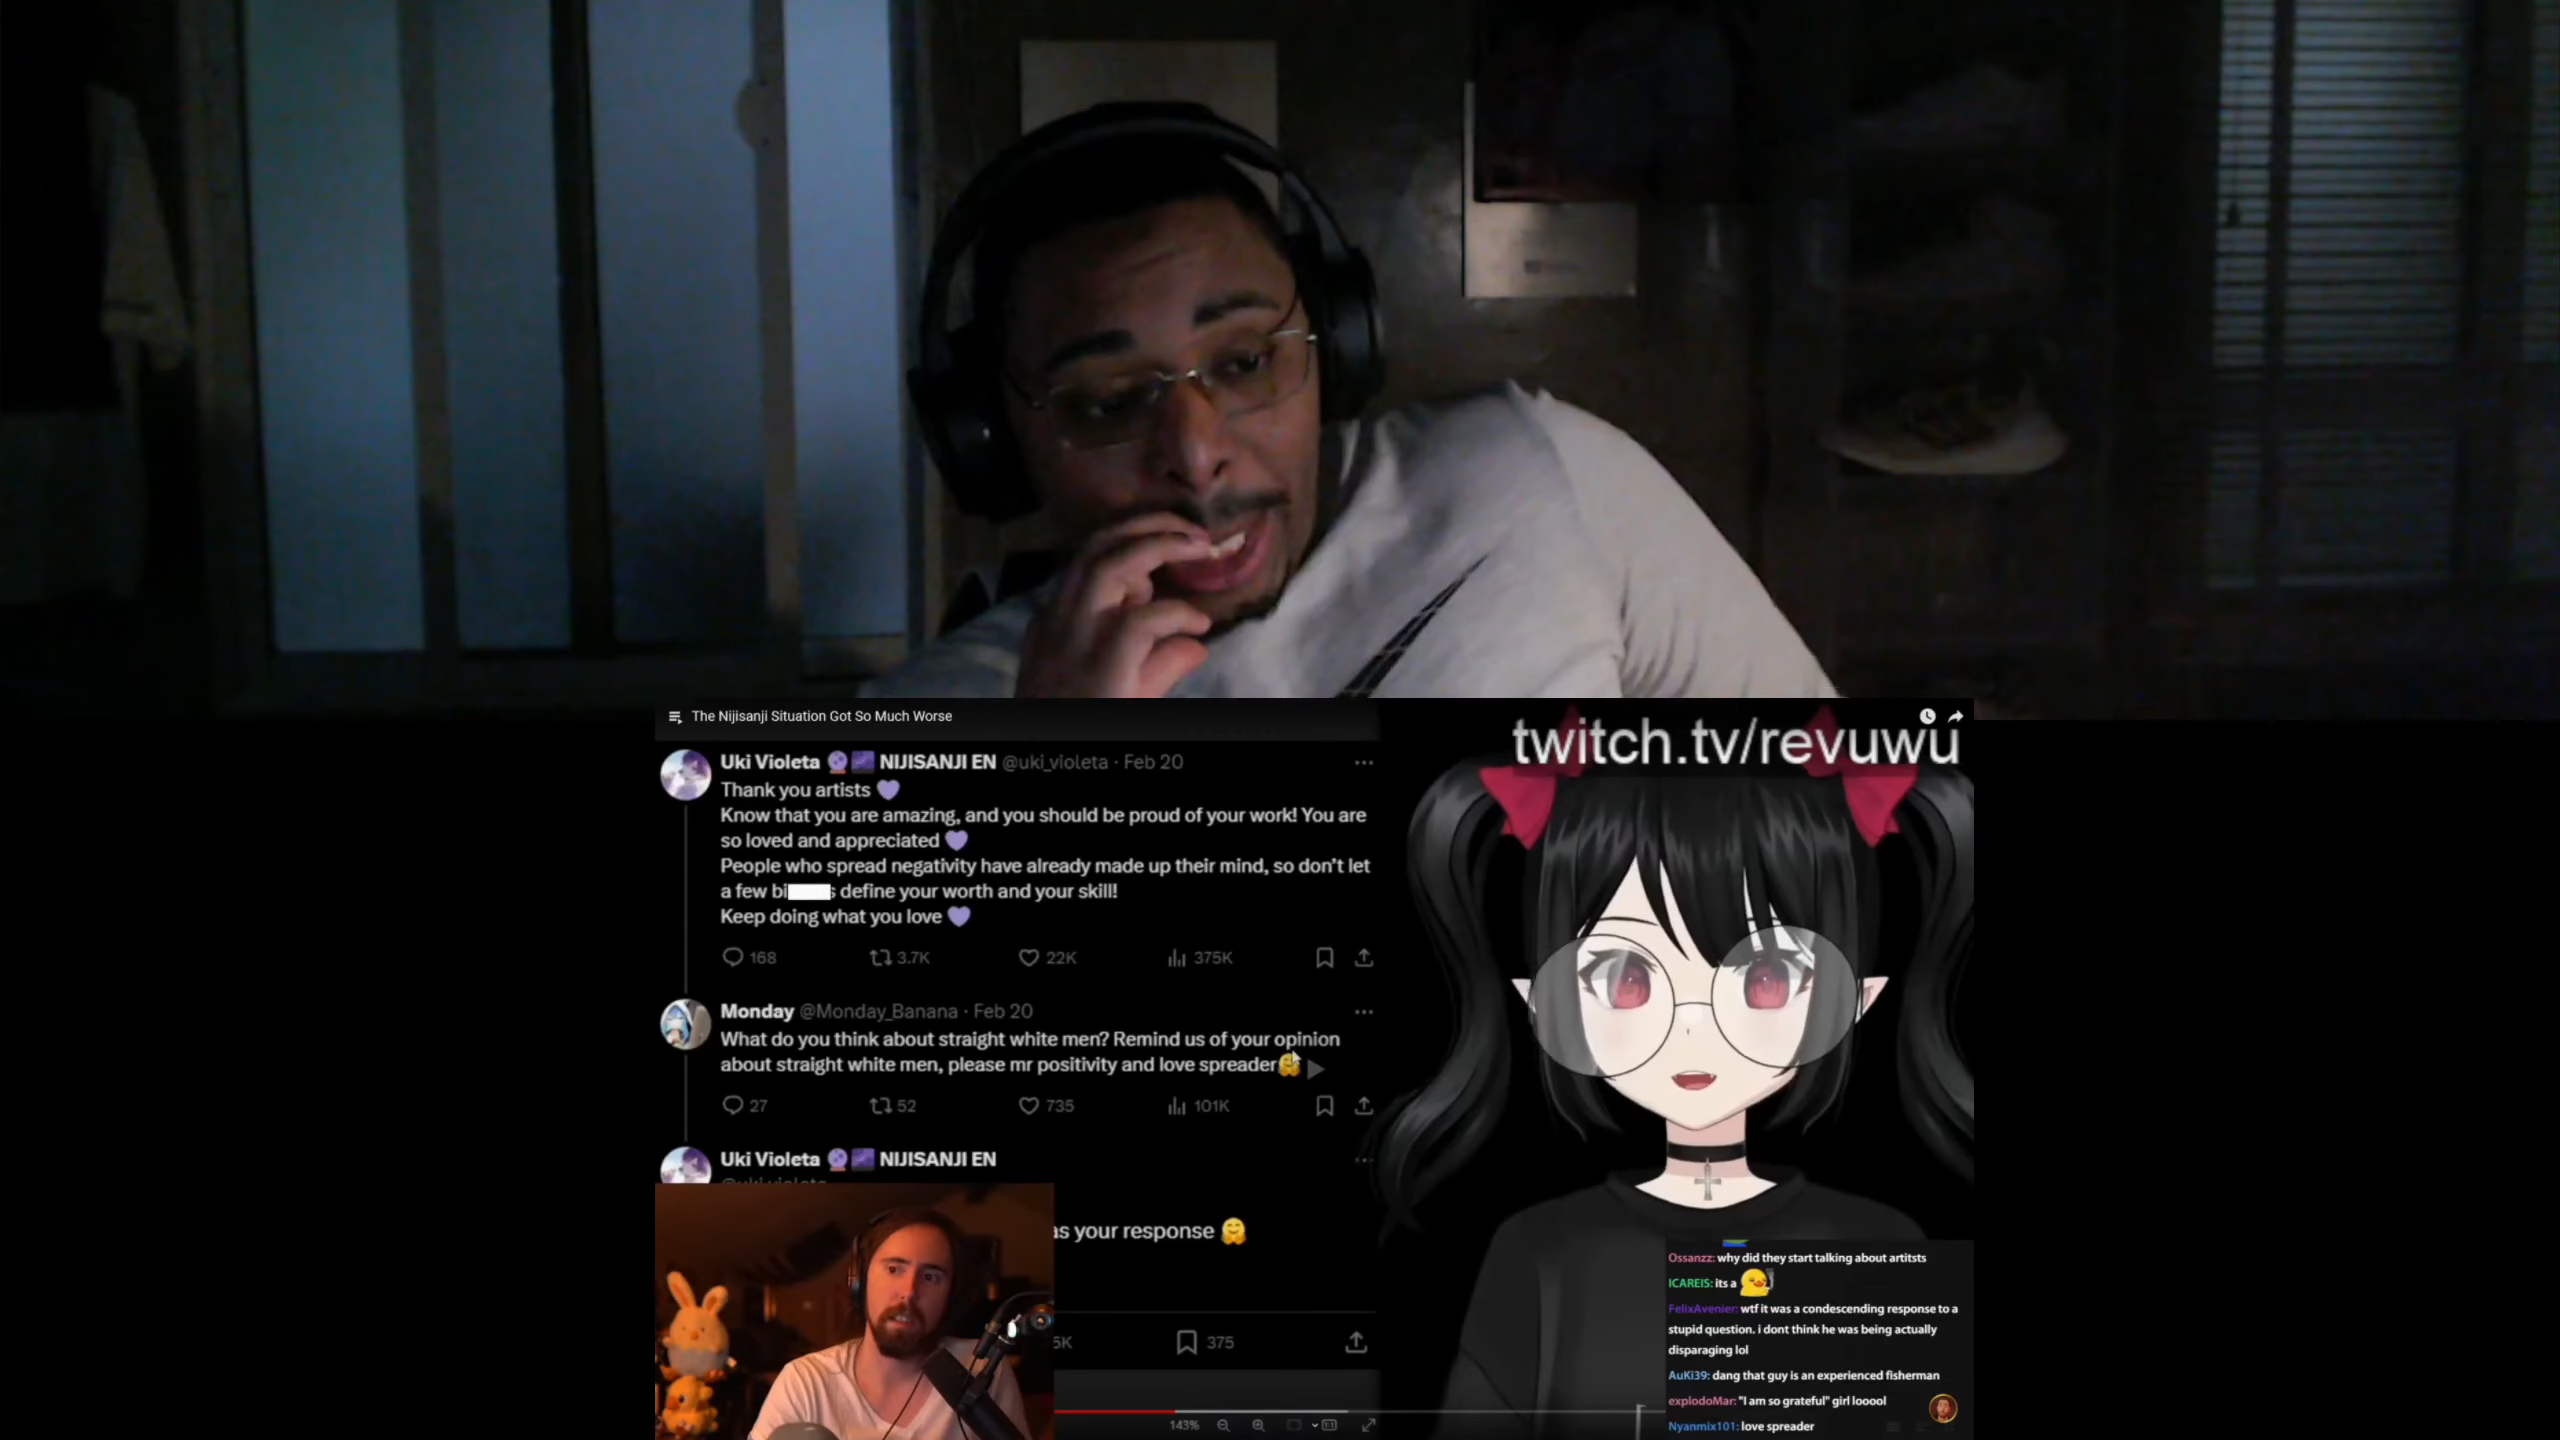 The Nijisanji Situation Got So Much Worse
twitch.tv/revuwu
Uki Violeta 🔮🌌 NIJISANJI EN @uki_violeta · Feb 20
Thank you artists 💜
Know that you are amazing, and you should be proud of your work! You are
so loved and appreciated 💜
People who spread negativity have already made up their mind, so don't let
a few bi s define your worth and your skill!
Keep doing what you love 💜
168 3.7K 22K 375K
Monday @Monday_Banana · Feb 20
What do you think about straight white men? Remind us of your opinion
about straight white men, please mr positivity and love spreader🤗
27 52 735 101K
Uki Violeta 🔮🌌 NIJISANJI EN
as your response 🤗
5K 375
143%
Ossanzz: why did they start talking about artitsts
ICAREIS: its a
FelixAvenier: wtf it was a condescending response to a
stupid question. i dont think he was being actually
disparaging lol
AuKi39: dang that guy is an experienced fisherman
explodoMar: "I am so grateful" girl looool
Nyanmix101: love spreader